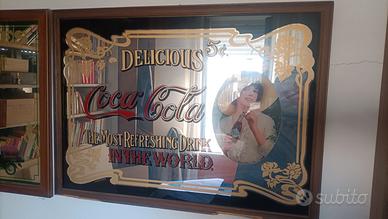 DELICIOUS 5¢
Coca-Cola
THE MOST REFRESHING DRINK
IN THE WORLD.
subito